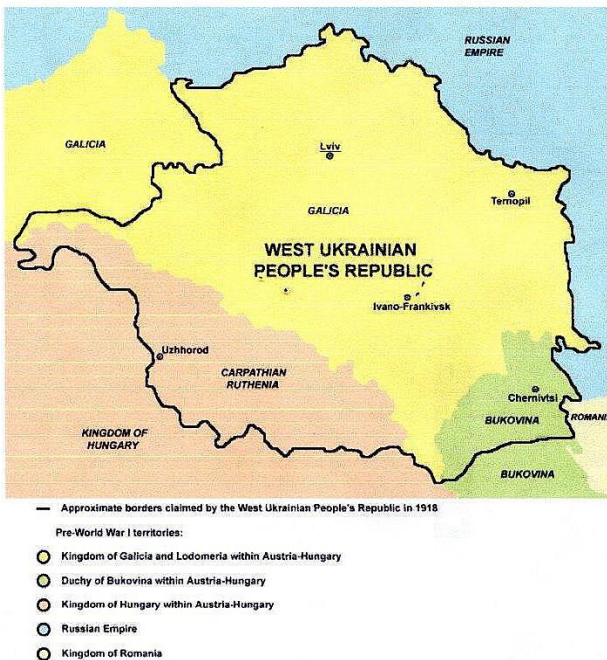 RUSSIAN
EMPIRE
GALICIA
Lviv
Ternopil
GALICIA
WEST UKRAINIAN
PEOPLE'S REPUBLIC
Ivano-Frankivsk
Uzhhorod
CARPATHIAN
RUTHENIA
Chernivtsi
KINGDOM OF
HUNGARY
BUKOVINA
ROMANI
BUKOVINA
Approximate borders claimed by the West Ukrainian People's Republic in 1918
Pre-World War I territories:
Kingdom of Galicia and Lodomeria within Austria-Hungary
Duchy of Bukovina within Austria-Hungary
Kingdom of Hungary within Austria-Hungary
Russian Empire
Kingdom of Romania